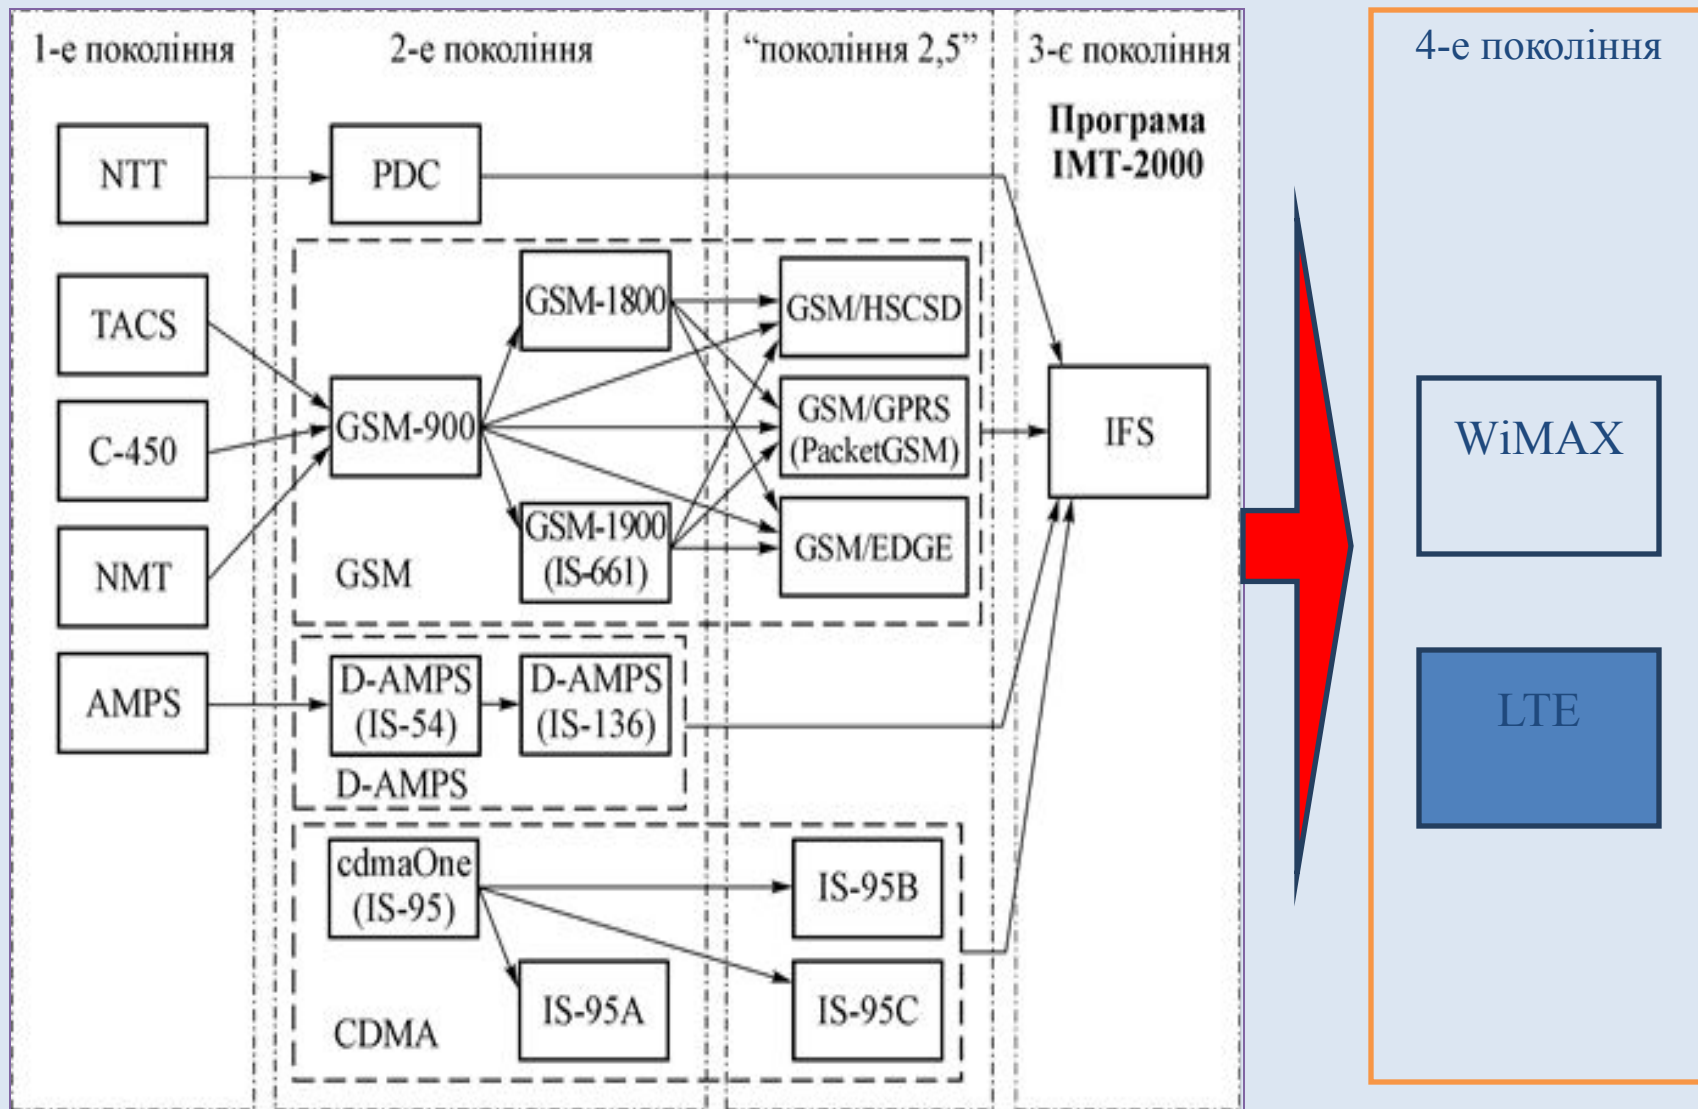 1-е покоління
2-е покоління
“покоління 2,5”
3-є покоління
4-е покоління
Програма
IMT-2000
NTT
PDC
TACS
C-450
NMT
AMPS
GSM-900
GSM-1800
GSM-1900
(IS-661)
GSM
GSM/HSCSD
GSM/GPRS
(PacketGSM)
GSM/EDGE
IFS
WiMAX
LTE
D-AMPS
(IS-54)
D-AMPS
(IS-136)
D-AMPS
cdmaOne
(IS-95)
IS-95A
CDMA
IS-95B
IS-95C